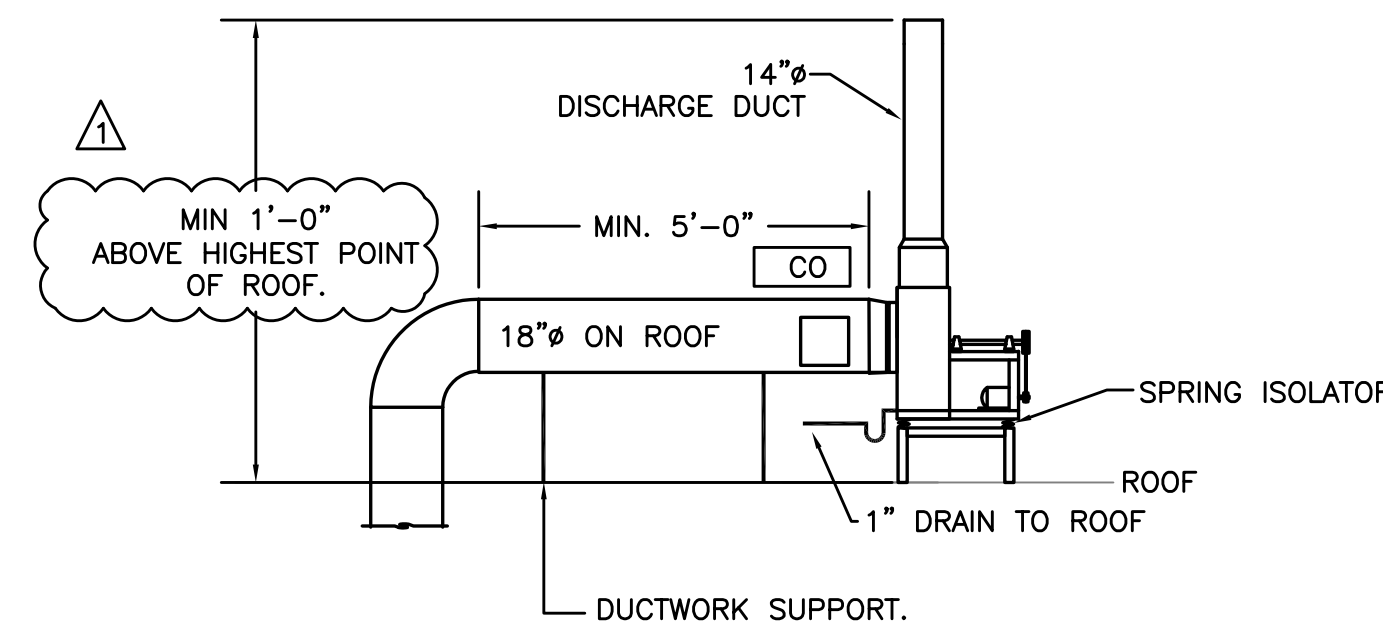 14"ø
DISCHARGE DUCT
1
MIN 1'-0"
ABOVE HIGHEST POINT
OF ROOF.
MIN. 5'-0"
CO
18"ø ON ROOF
SPRING ISOLATOR
ROOF
1" DRAIN TO ROOF
DUCTWORK SUPPORT.